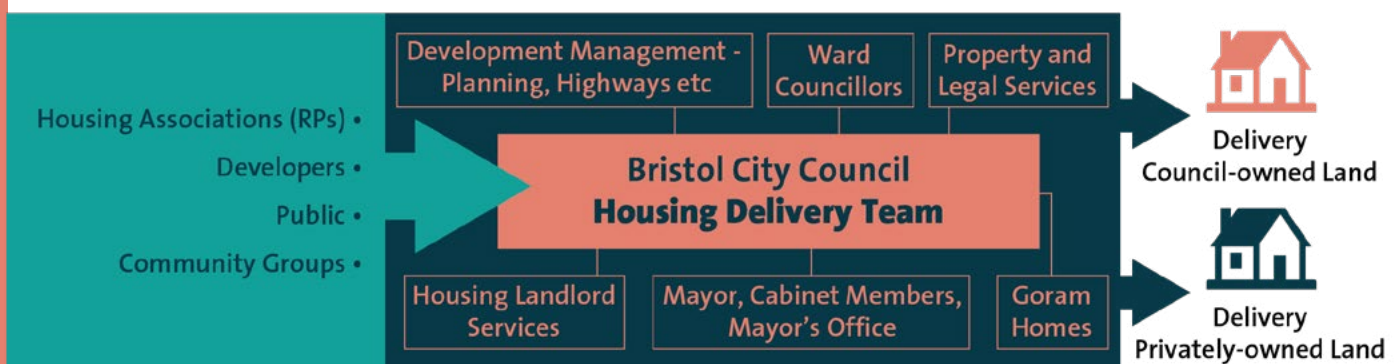 Housing Associations (RPs) •
Developers •
Public •
Community Groups •
Development Management -
Planning, Highways etc
Ward
Councillors
Property and
Legal Services
Bristol City Council
Housing Delivery Team
Housing Landlord
Services
Mayor, Cabinet Members,
Mayor’s Office
Goram
Homes
Delivery
Council-owned Land
Delivery
Privately-owned Land